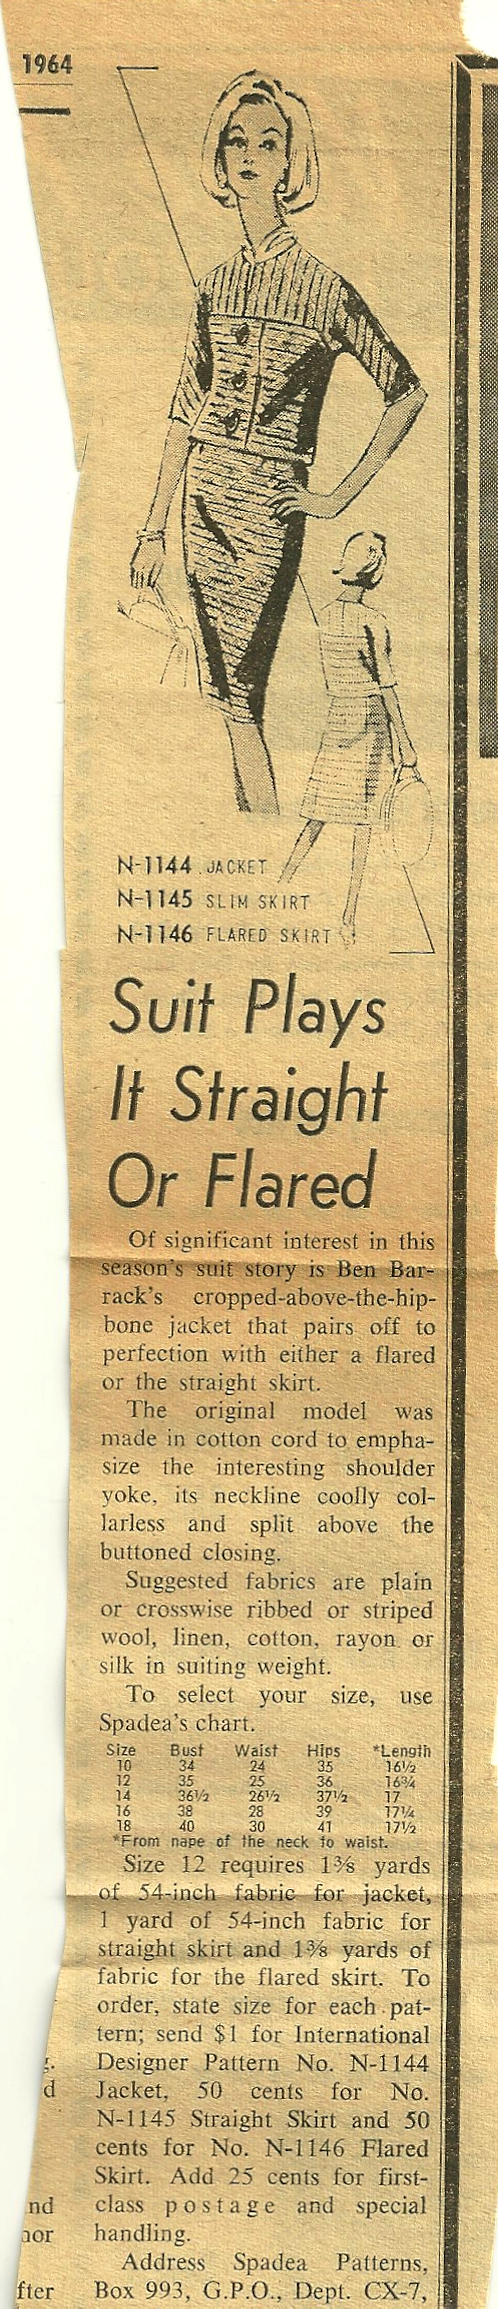 1964
N-1144 JACKET
N-1145 SLIM SKIRT
N-1146 FLARED SKIRT
Suit Plays
It Straight
Or Flared
Of significant interest in this
season's suit story is Ben Bar-
rack's cropped-above-the-hip-
bone jacket that pairs off to
perfection with either a flared
or the straight skirt.
The original model was
made in cotton cord to empha-
size the interesting shoulder
yoke, its neckline coolly col-
larless and split above the
buttoned closing.
Suggested fabrics are plain
or crosswise ribbed or striped
wool, linen, cotton, rayon or
silk in suiting weight.
To select your size, use
Spadea's chart.
Size Bust Waist Hips *Length
10 34 24 35 16½
12 35 25 36 16¾
14 36½ 26½ 37½ 17
16 38 28 39 17¼
18 40 30 41 17½
*From nape of the neck to waist.
Size 12 requires 1⅜ yards
of 54-inch fabric for jacket,
1 yard of 54-inch fabric for
straight skirt and 1⅜ yards of
fabric for the flared skirt. To
order, state size for each pat-
tern; send $1 for International
Designer Pattern No. N-1144
Jacket, 50 cents for No.
N-1145 Straight Skirt and 50
cents for No. N-1146 Flared
Skirt. Add 25 cents for first-
class postage and special
handling.
Address Spadea Patterns,
Box 993, G.P.O., Dept. CX-7,